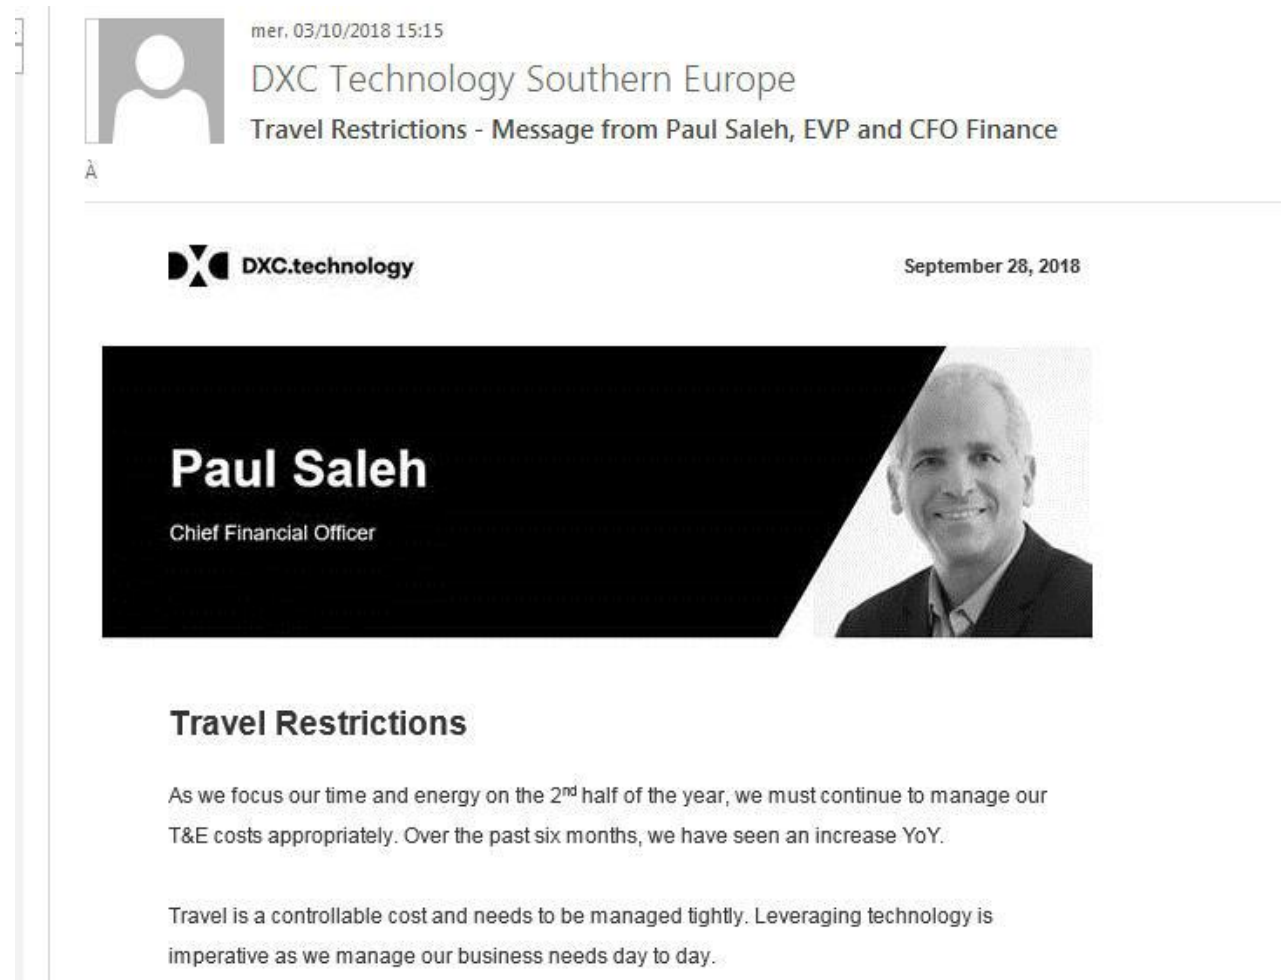 mer. 03/10/2018 15:15
DXC Technology Southern Europe
Travel Restrictions - Message from Paul Saleh, EVP and CFO Finance
À
DXC.technology
September 28, 2018
Paul Saleh
Chief Financial Officer
Travel Restrictions
As we focus our time and energy on the 2nd half of the year, we must continue to manage our
T&E costs appropriately. Over the past six months, we have seen an increase YoY.
Travel is a controllable cost and needs to be managed tightly. Leveraging technology is
imperative as we manage our business needs day to day.